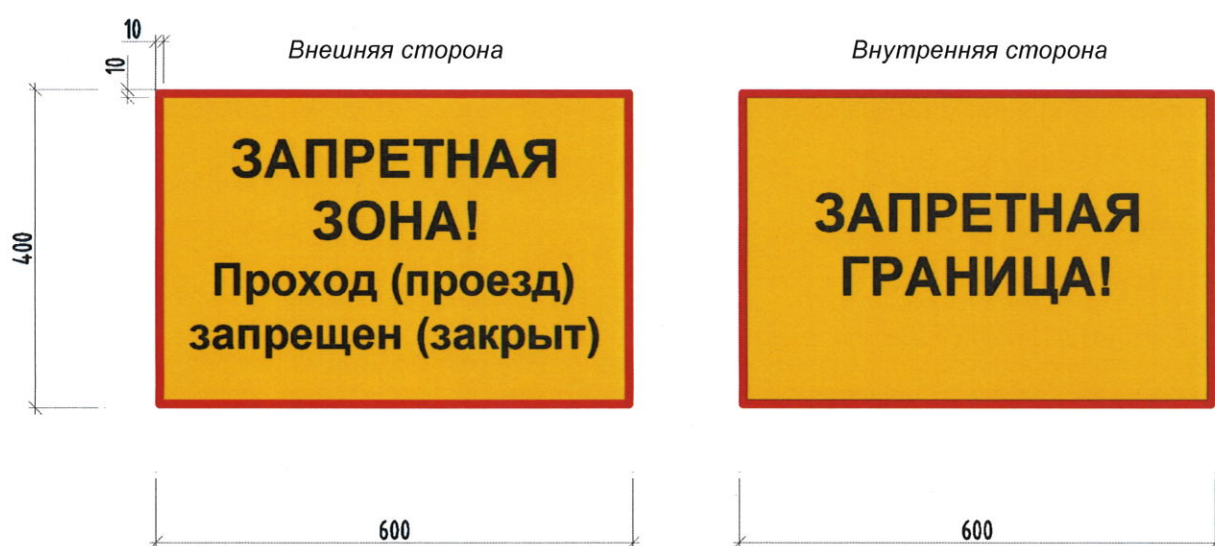 10
Внешняя сторона
Внутренняя сторона
10
400
ЗАПРЕТНАЯ
ЗОНА!
Проход (проезд)
запрещен (закрыт)
ЗАПРЕТНАЯ
ГРАНИЦА!
600
600